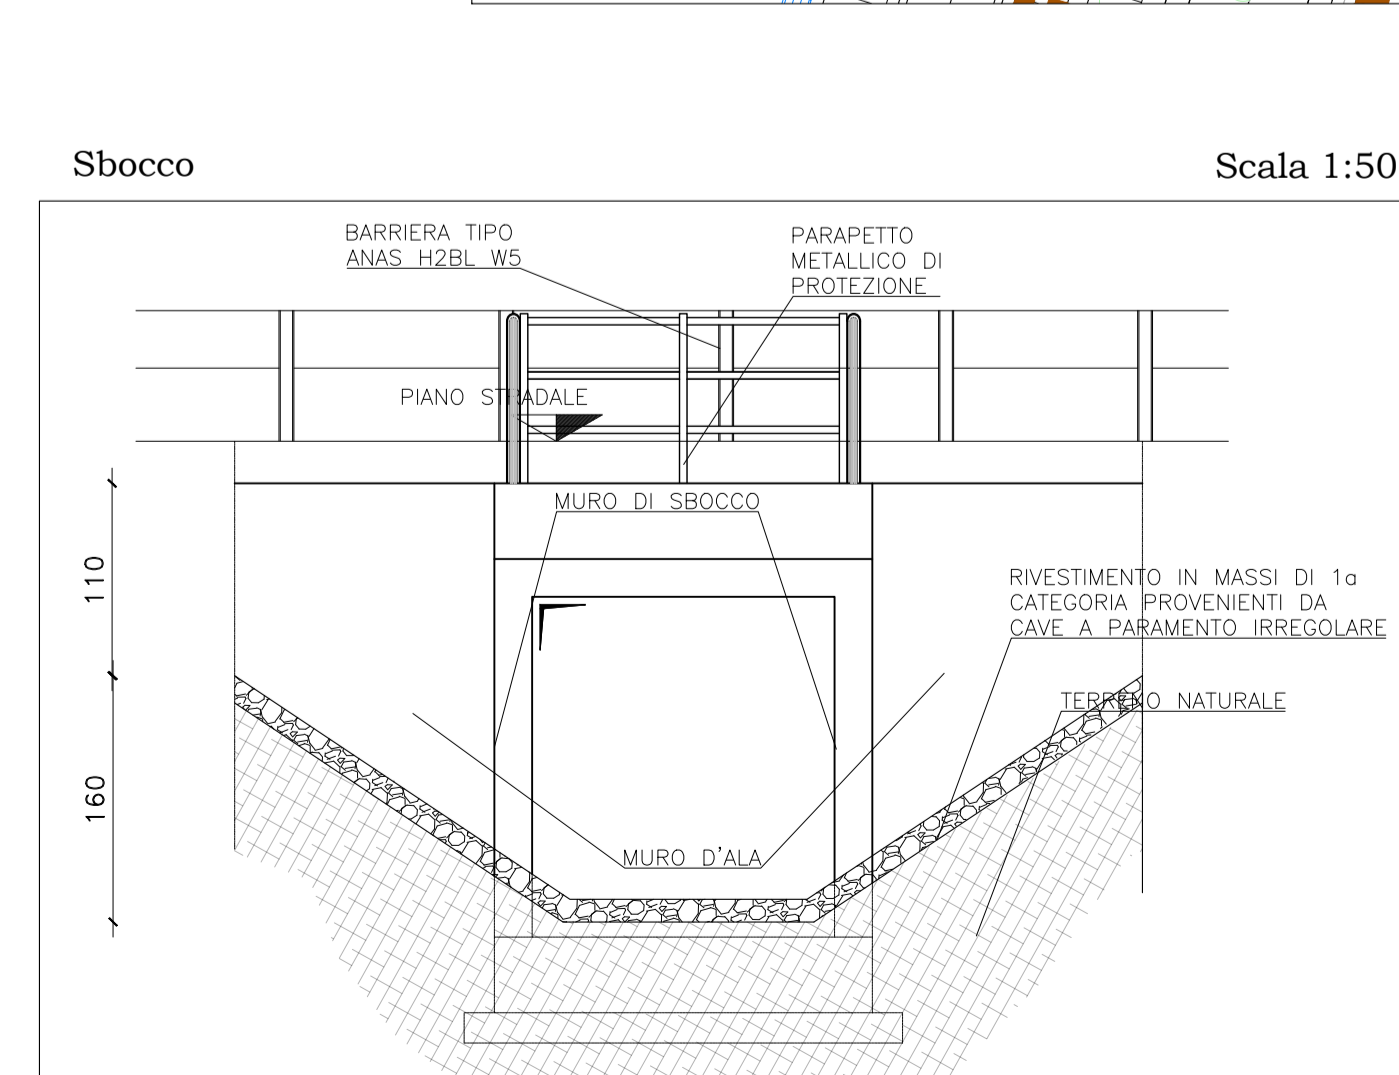 Sbocco
Scala 1:50
BARRIERA TIPO
ANAS H2BL W5
PARAPETTO
METALLICO DI
PROTEZIONE
PIANO STRADALE
MURO DI SBOCCO
110
RIVESTIMENTO IN MASSI DI 1a
CATEGORIA PROVENIENTI DA
CAVE A PARAMENTO IRREGOLARE
TERRENO NATURALE
160
MURO D'ALA